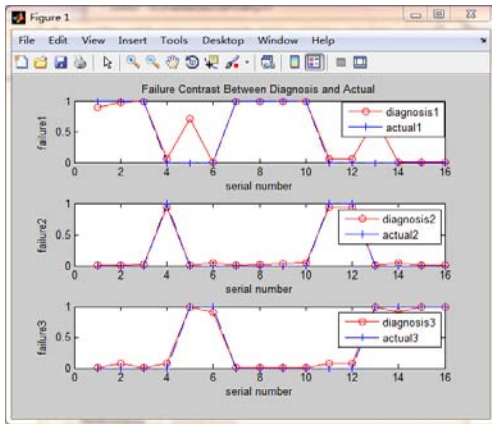 Figure 1
File Edit View Insert Tools Desktop Window Help
Failure Contrast Between Diagnosis and Actual
failure1
1
0.5
0
diagnosis1
actual1
0 2 4 6 8 10 12 14 16
serial number
failure2
1
0.5
0
diagnosis2
actual2
0 2 4 6 8 10 12 14 16
serial number
failure3
1
0.5
0
diagnosis3
actual3
0 2 4 6 8 10 12 14 16
serial number